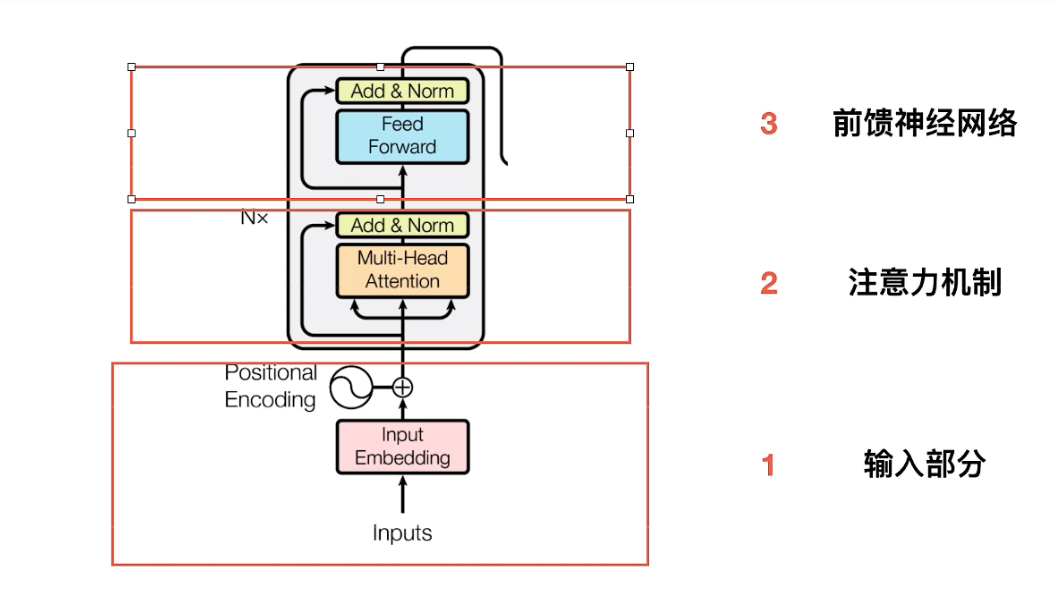 Add & Norm
Feed
Forward
3 前馈神经网络
N×
Add & Norm
Multi-Head
Attention
2 注意力机制
Positional
Encoding
Input
Embedding
1 输入部分
Inputs